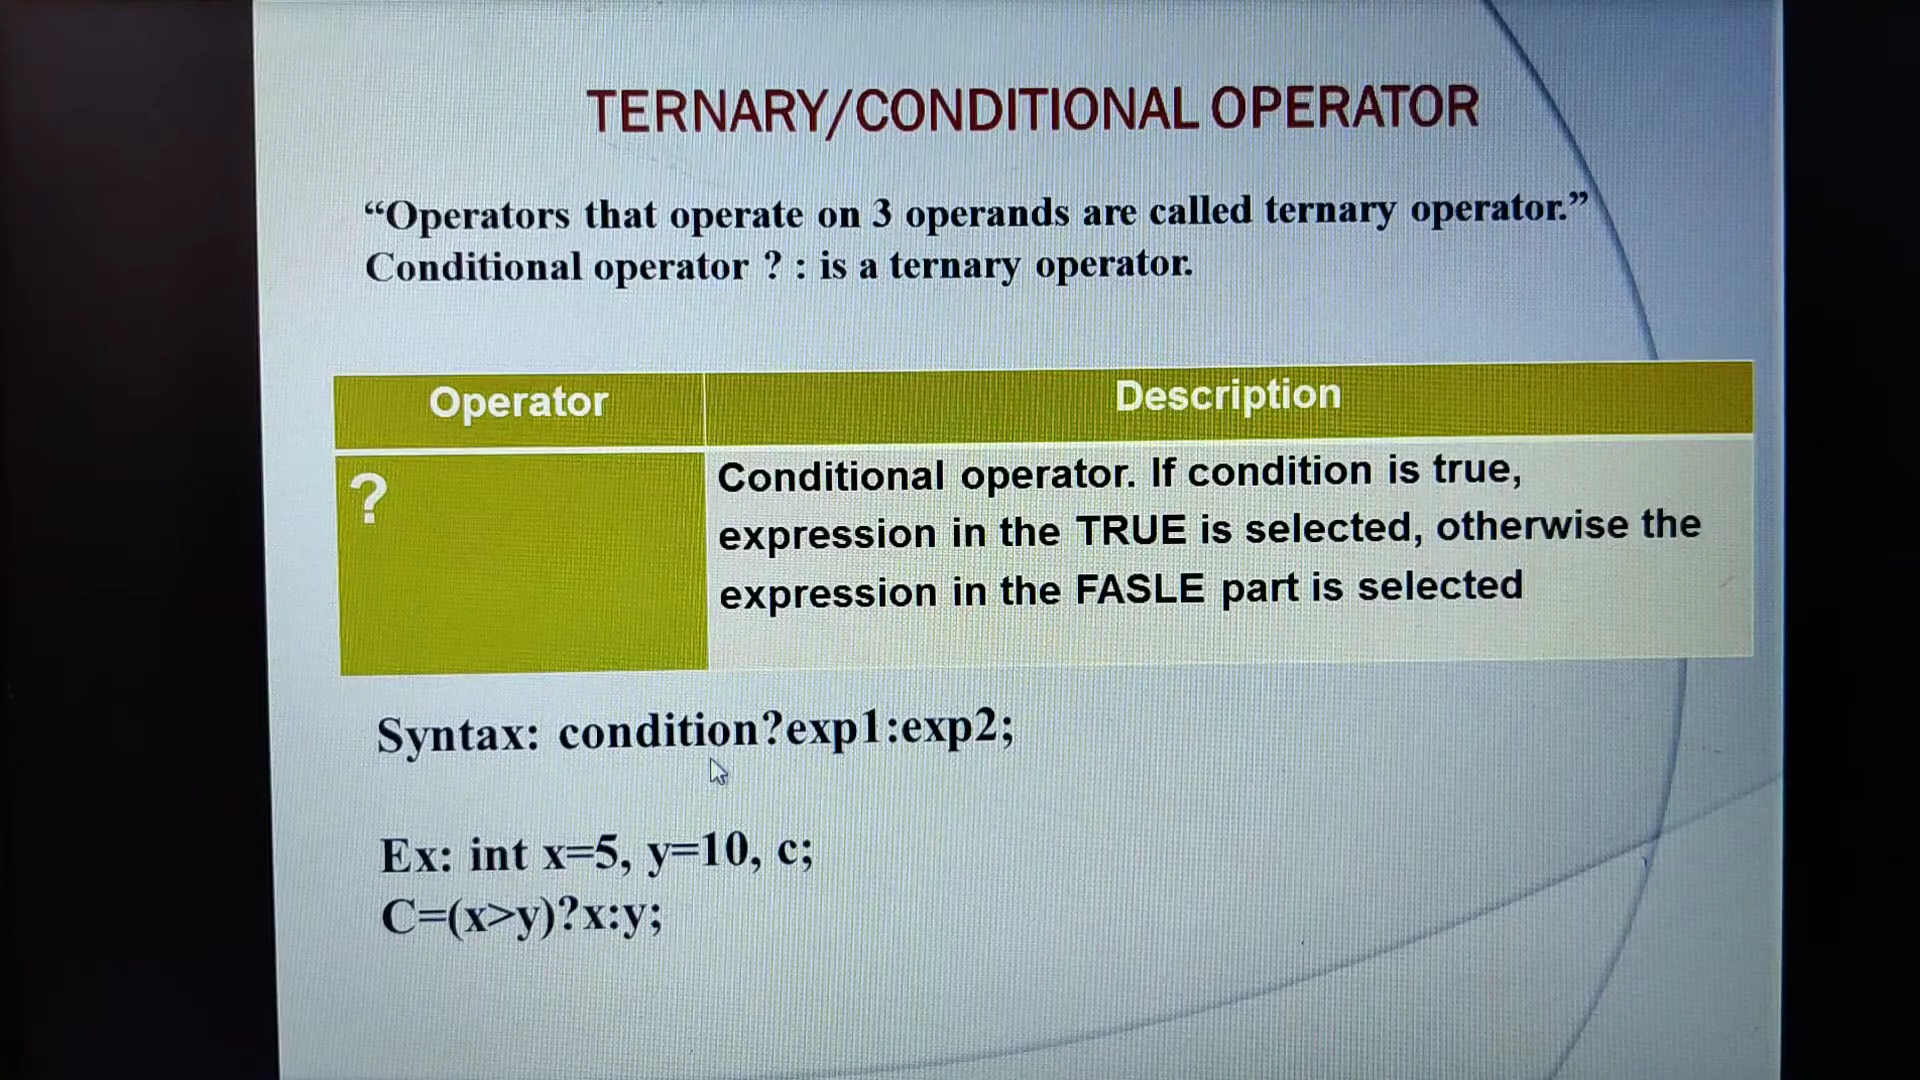 TERNARY/CONDITIONAL OPERATOR
“Operators that operate on 3 operands are called ternary operator.”
Conditional operator ? : is a ternary operator.
Operator
Description
?
Conditional operator. If condition is true,
expression in the TRUE is selected, otherwise the
expression in the FASLE part is selected
Syntax: condition?exp1:exp2;
Ex: int x=5, y=10, c;
C=(x>y)?x:y;